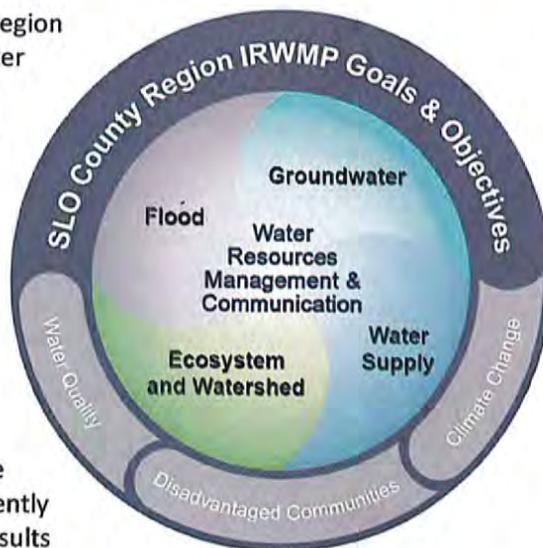 egion
er
SLO County Region IRWMP Goals & Objectives
Groundwater
Flood
Water
Resources
Management &
Communication
Ecosystem
and Watershed
Water
Supply
Water Quality
Disadvantaged Communities
Climate Change
e
ently
sults